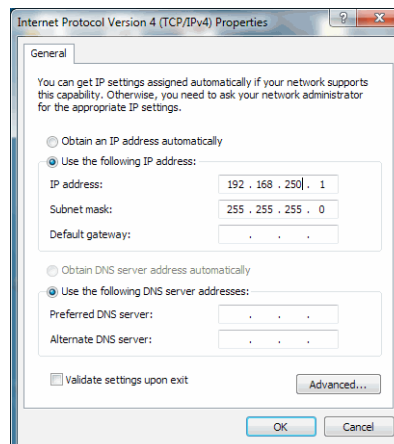 Internet Protocol Version 4 (TCP/IPv4) Properties
General
You can get IP settings assigned automatically if your network supports
this capability. Otherwise, you need to ask your network administrator
for the appropriate IP settings.
Obtain an IP address automatically
Use the following IP address:
IP address: 192 . 168 . 250 . 1
Subnet mask: 255 . 255 . 255 . 0
Default gateway: . . .
Obtain DNS server address automatically
Use the following DNS server addresses:
Preferred DNS server: . . .
Alternate DNS server: . . .
Validate settings upon exit
Advanced...
OK Cancel